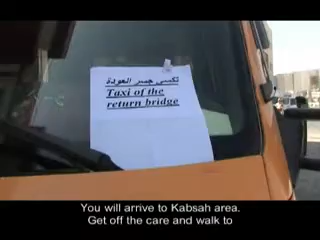 تكسي جسر العودة
Taxi of the
return bridge
You will arrive to Kabsah area.
Get off the care and walk to